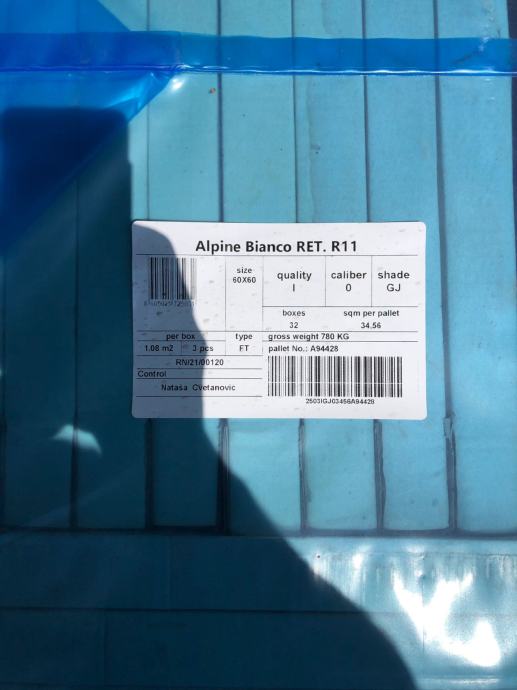 Alpine Bianco RET. R11
size
60X60
quality
I
caliber
0
shade
GJ
boxes
32
sqm per pallet
34.56
per box
1.08 m2
3 pcs
type
ET
gross weight 780 KG
pallet No.: A94428
RN/21/00120
Control
Natasa Cvetanovic
2503IGJ03456A94428